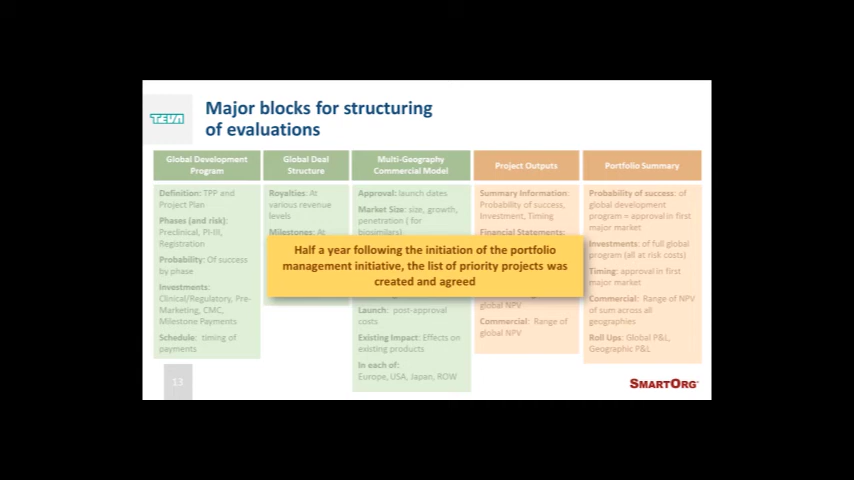 TEVA
Major blocks for structuring
of evaluations
Global Development
Program
Definition: TPP and
Project Plan
Phases (and risk):
Preclinical, PI-III,
Registration
Probability: Of success
by phase
Investments:
Clinical/Regulatory, Pre-
Marketing, CMC,
Milestone Payments
Schedule: timing of
payments
Global Deal
Structure
Royalties: At
various revenue
levels
Milestones: At
Multi-Geography
Commercial Model
Approval: launch dates
Market Size: size, growth,
penetration ( for
biosimilars)
Launch: post-approval
costs
Existing Impact: Effects on
existing products
In each of:
Europe, USA, Japan, ROW
Project Outputs
Summary Information:
Probability of success,
Investment, Timing
Financial Statements:
global NPV
Commercial: Range of
global NPV
Portfolio Summary
Probability of success: of
global development
program = approval in first
major market
Investments: of full global
program (all at risk costs)
Timing: approval in first
major market
Commercial: Range of NPV
of sum across all
geographies
Roll Ups: Global P&L,
Geographic P&L
Half a year following the initiation of the portfolio
management initiative, the list of priority projects was
created and agreed
13
SMARTORG